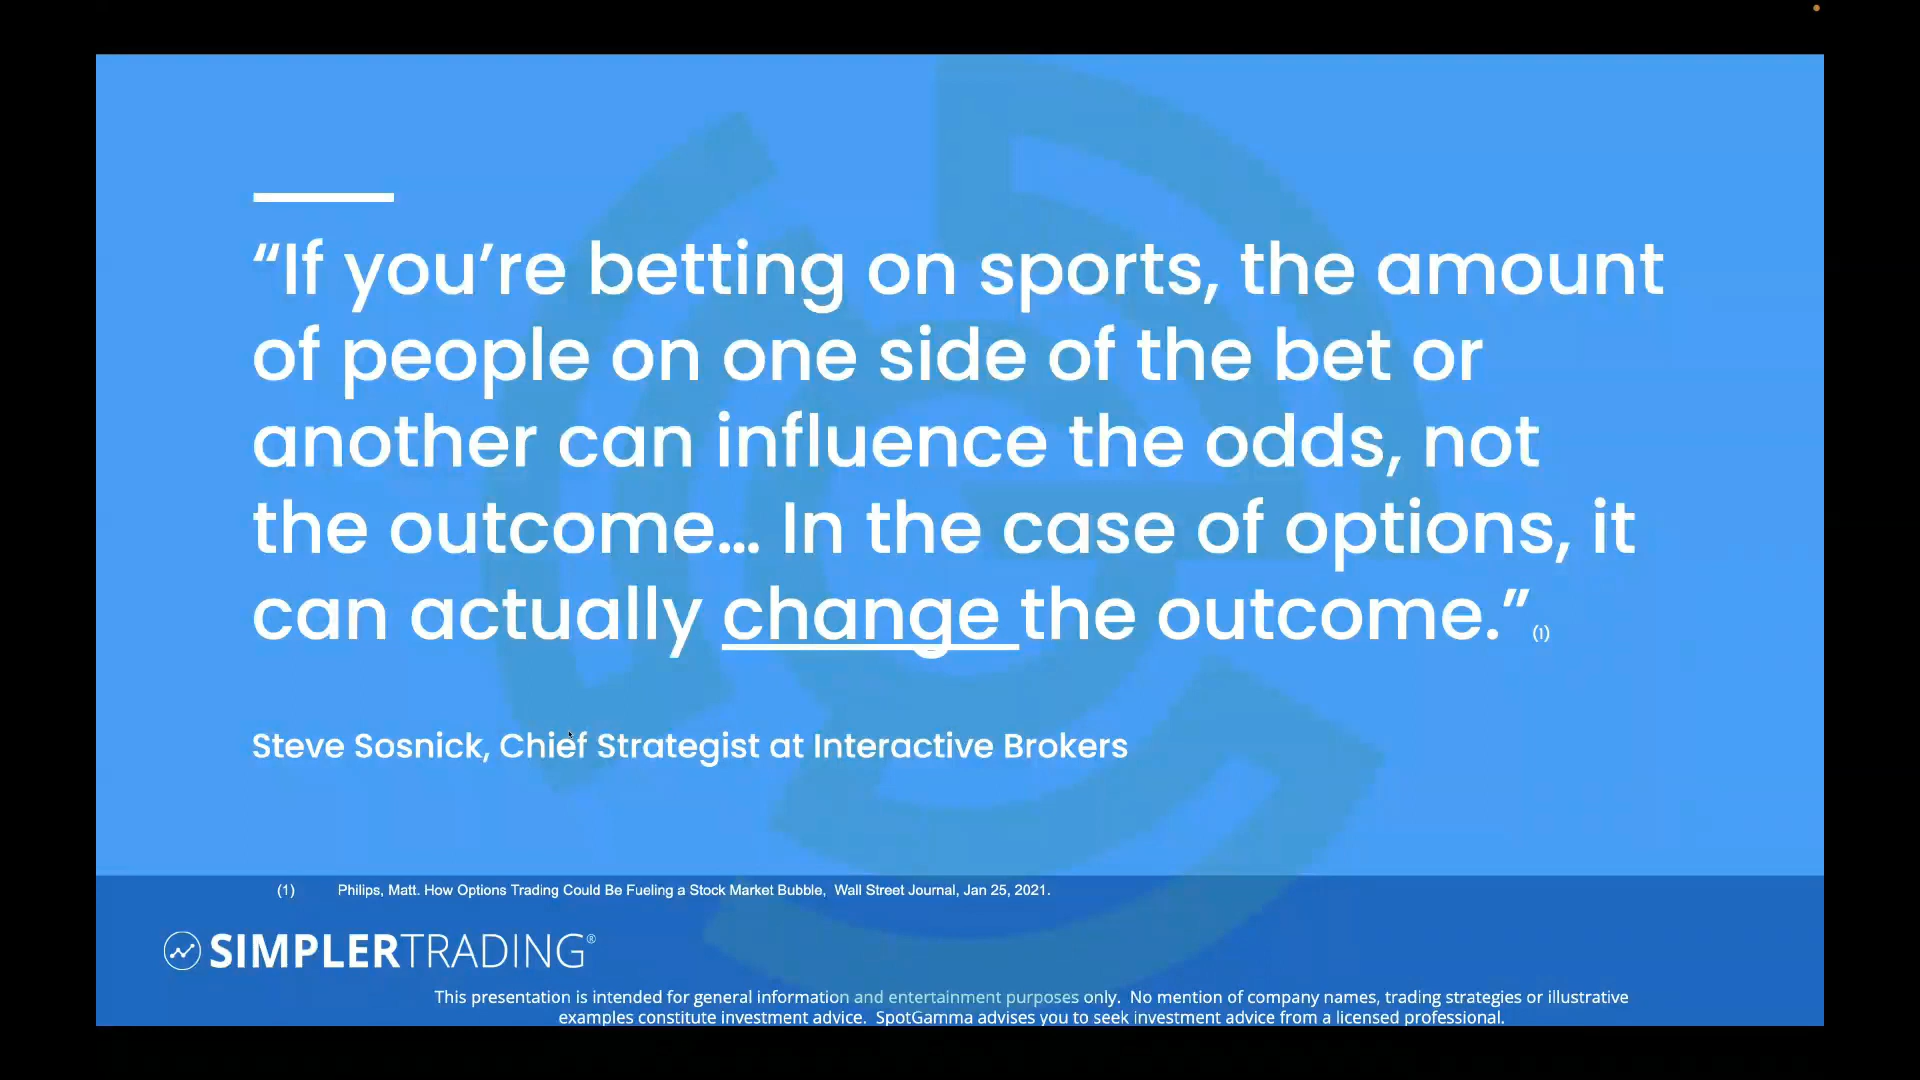 “If you’re betting on sports, the amount
of people on one side of the bet or
another can influence the odds, not
the outcome... In the case of options, it
can actually change the outcome.” (1)
Steve Sosnick, Chief Strategist at Interactive Brokers
(1) Philips, Matt. How Options Trading Could Be Fueling a Stock Market Bubble, Wall Street Journal, Jan 25, 2021.
SIMPLERTRADING®
This presentation is intended for general information and entertainment purposes only. No mention of company names, trading strategies or illustrative
examples constitute investment advice. SpotGamma advises you to seek investment advice from a licensed professional.